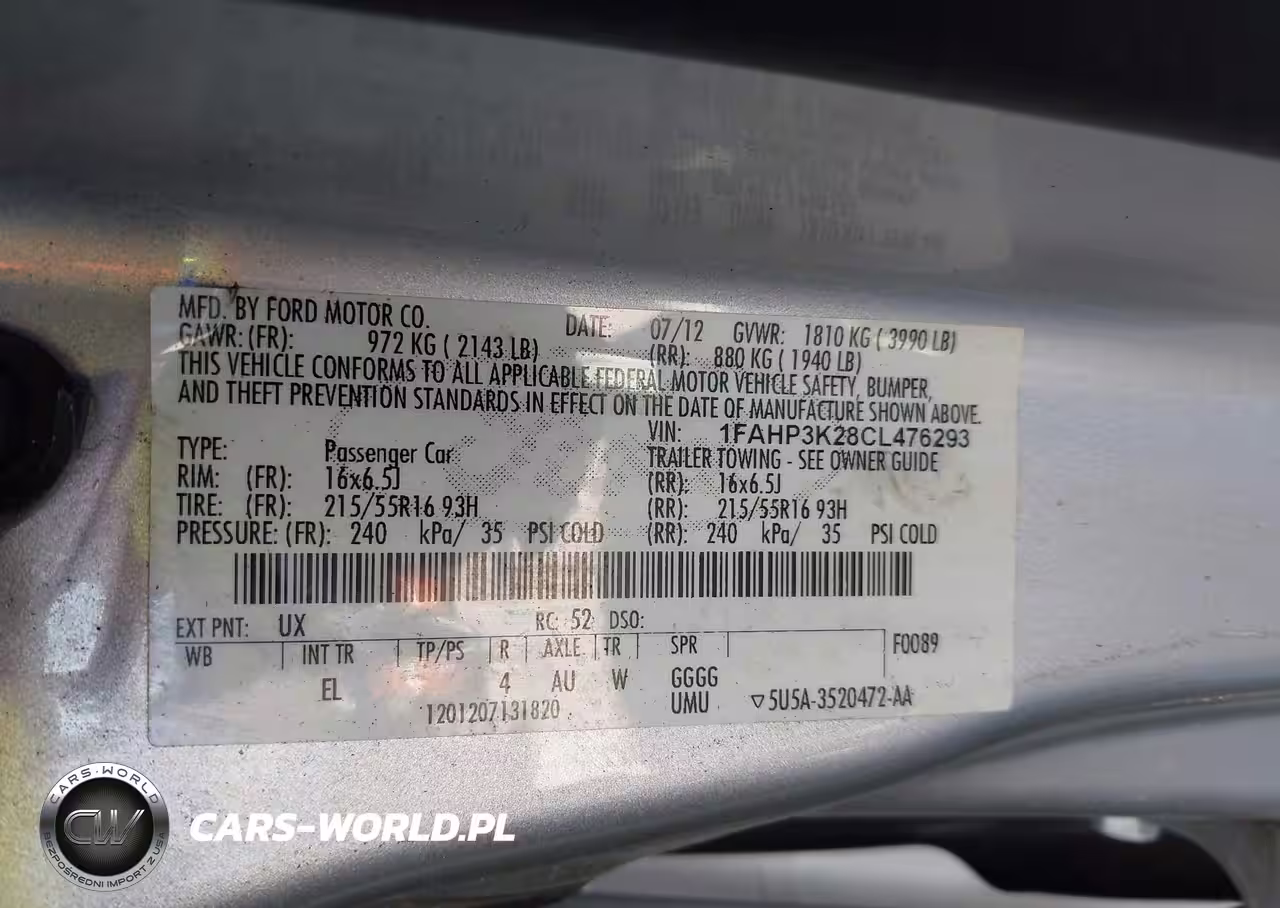 MFD. BY FORD MOTOR CO. DATE: 07/12 GVWR: 1810 KG ( 3990 LB)
GAWR: (FR): 972 KG ( 2143 LB) (RR): 880 KG ( 1940 LB)
THIS VEHICLE CONFORMS TO ALL APPLICABLE FEDERAL MOTOR VEHICLE SAFETY, BUMPER,
AND THEFT PREVENTION STANDARDS IN EFFECT ON THE DATE OF MANUFACTURE SHOWN ABOVE.
VIN: 1FAHP3K28CL476293
TYPE: Passenger Car TRAILER TOWING - SEE OWNER GUIDE
RIM: (FR): 16x6.5J (RR): 16x6.5J
TIRE: (FR): 215/55R16 93H (RR): 215/55R16 93H
PRESSURE: (FR): 240 kPa/ 35 PSI COLD (RR): 240 kPa/ 35 PSI COLD
EXT PNT: UX RC: 52 DSO:
WB INT TR TP/PS R AXLE TR SPR F0089
EL 4 AU W GGGG
1201207131820 UMU ▽5U5A-3520472-AA
CARS-WORLD
CW
BEZPOŚREDNI IMPORT Z USA
CARS-WORLD.PL